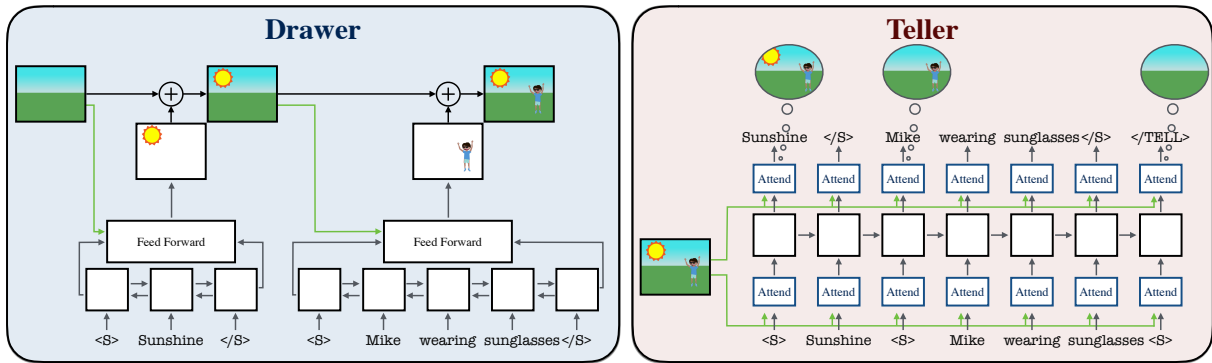 Drawer
Feed Forward
Feed Forward
<S> Sunshine </S>
<S> Mike wearing sunglasses </S>
Teller
Sunshine </S> Mike wearing sunglasses </S> </TELL>
Attend Attend Attend Attend Attend Attend Attend
Attend Attend Attend Attend Attend Attend Attend
<S> Sunshine <S> Mike wearing sunglasses <S>